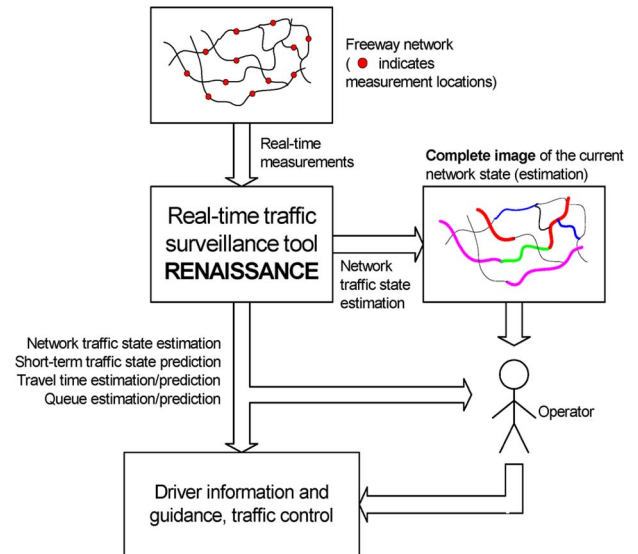 Freeway network
( indicates
measurement locations)
Real-time
measurements
Complete image of the current
network state (estimation)
Real-time traffic
surveillance tool
RENAISSANCE
Network
traffic state
estimation
Network traffic state estimation
Short-term traffic state prediction
Travel time estimation/prediction
Queue estimation/prediction
Operator
Driver information and
guidance, traffic control